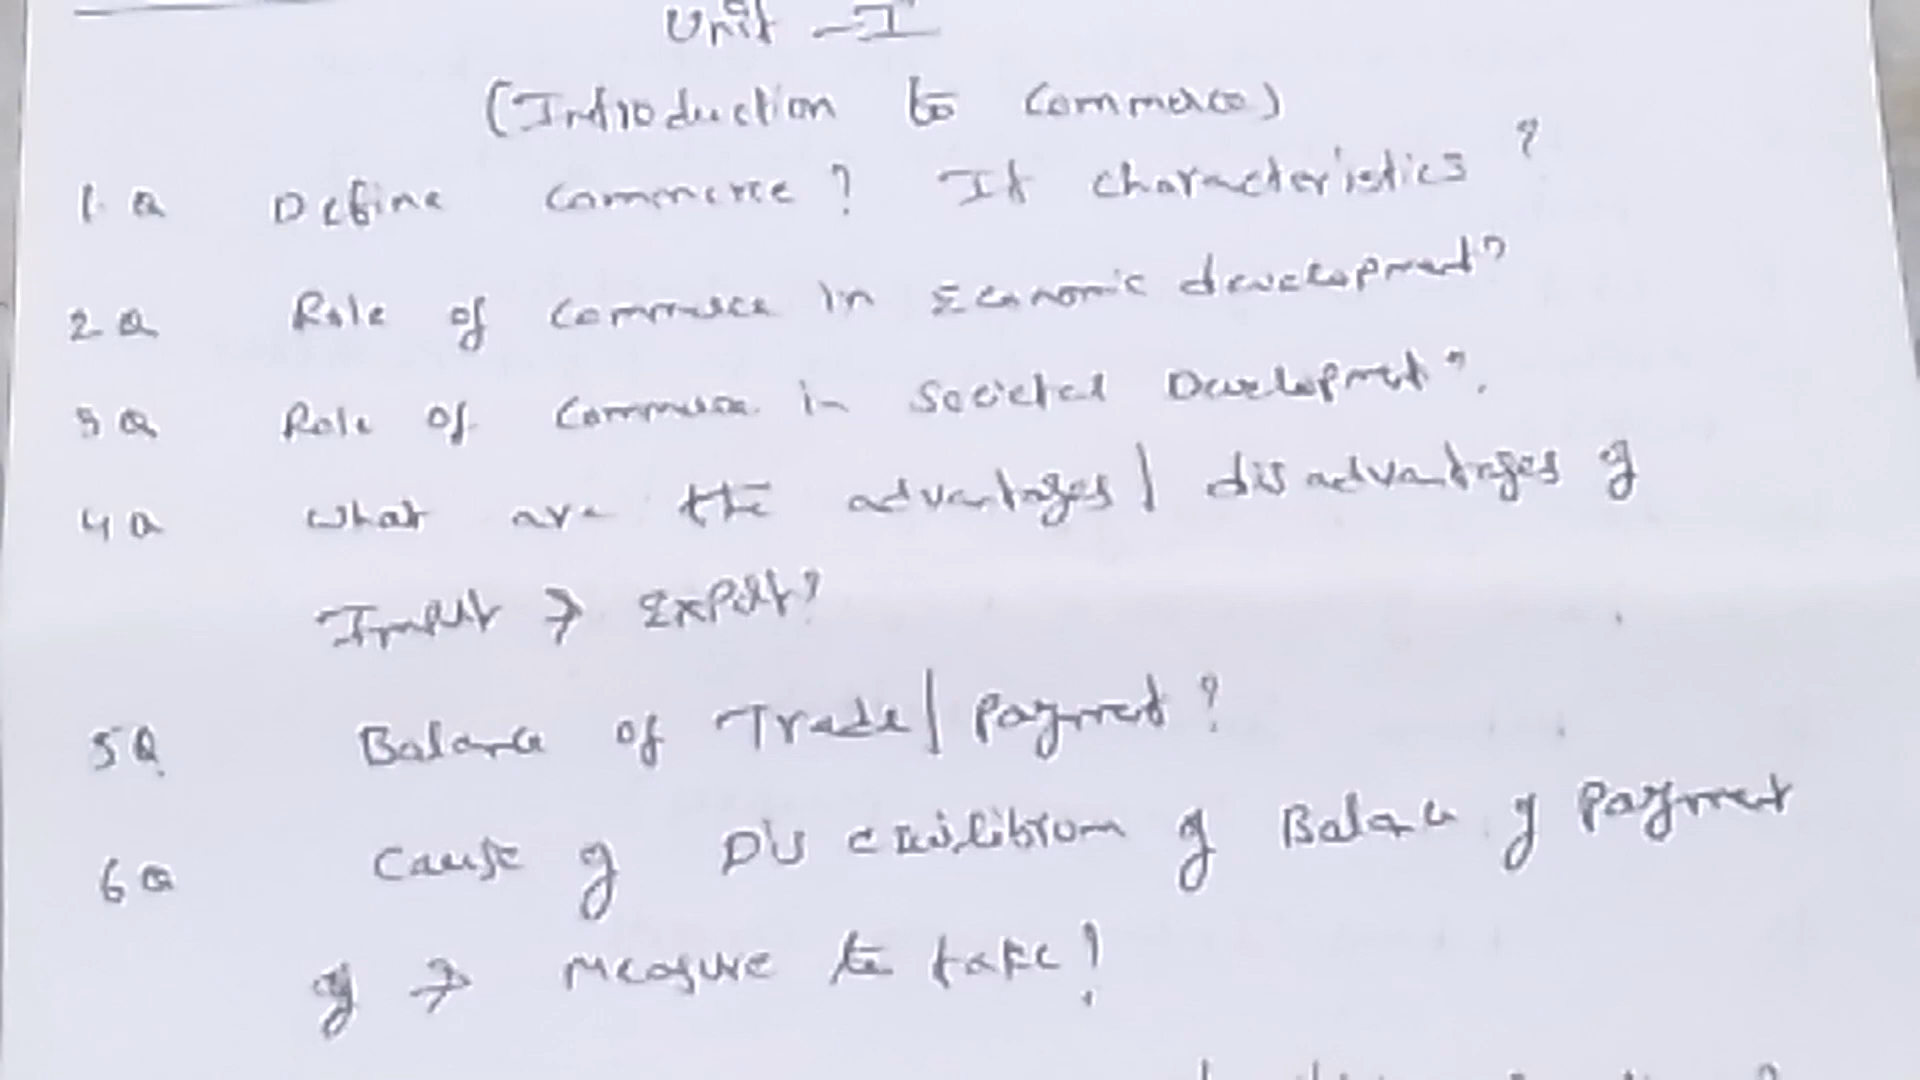 Unit - I
(Introduction to Commerce)
1. Q Define Commerce ? It characteristics ?
2 Q Role of Commerce in Economic development?
3 Q Role of Commerce in Societal Development?
4 Q What are the advantages / disadvantages of
Import → Export?
5 Q Balance of Trade / payment ?
6 Q Cause of Dis equilibrium of Balance of payment
of → Measure to take ?